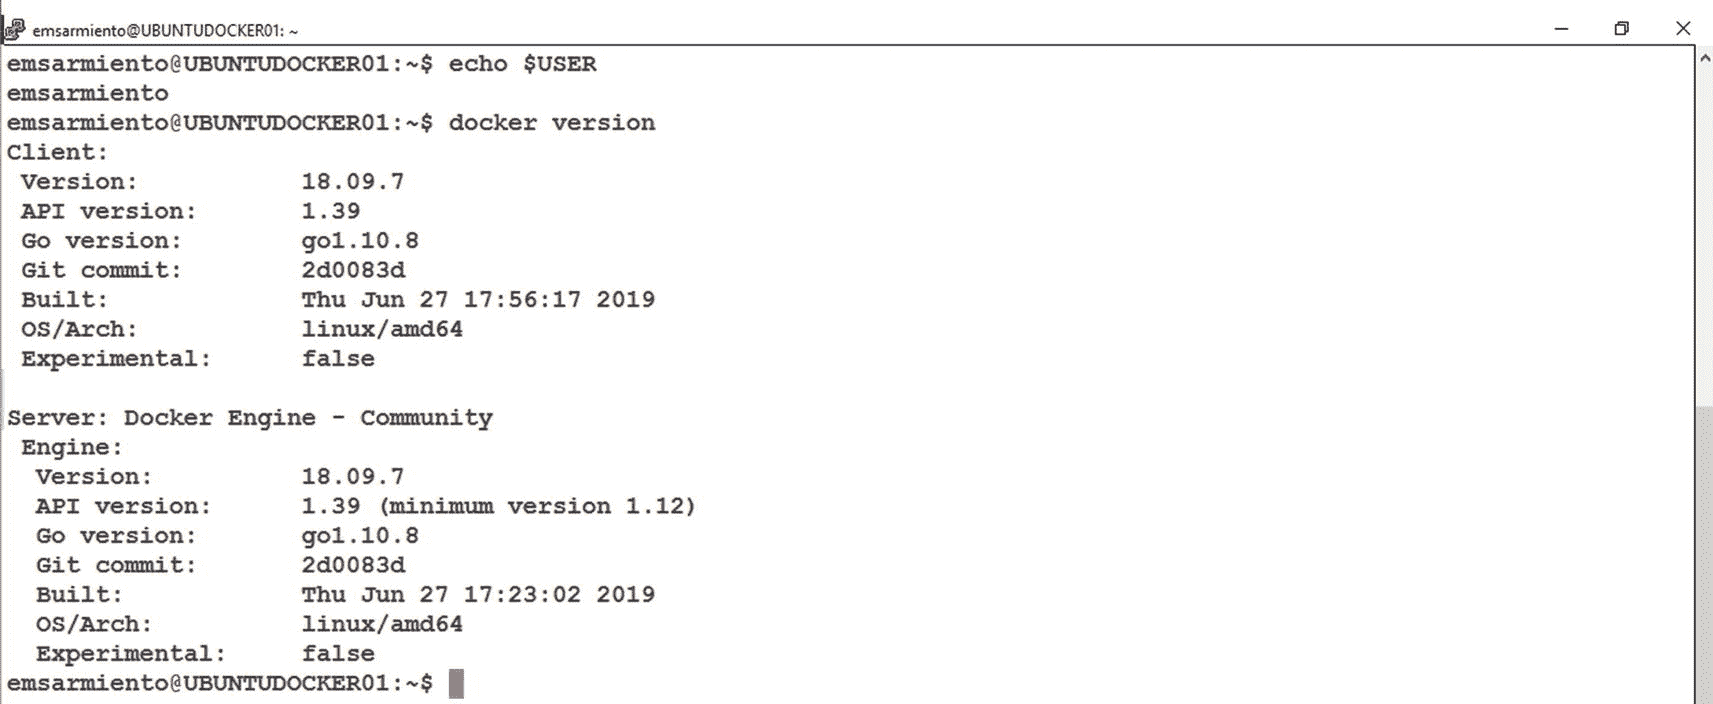 emsarmiento@UBUNTUDOCKER01: ~
emsarmiento@UBUNTUDOCKER01:~$ echo $USER
emsarmiento
emsarmiento@UBUNTUDOCKER01:~$ docker version
Client:
 Version:           18.09.7
 API version:       1.39
 Go version:        go1.10.8
 Git commit:        2d0083d
 Built:             Thu Jun 27 17:56:17 2019
 OS/Arch:           linux/amd64
 Experimental:      false

Server: Docker Engine - Community
 Engine:
  Version:          18.09.7
  API version:      1.39 (minimum version 1.12)
  Go version:       go1.10.8
  Git commit:       2d0083d
  Built:            Thu Jun 27 17:23:02 2019
  OS/Arch:          linux/amd64
  Experimental:     false
emsarmiento@UBUNTUDOCKER01:~$